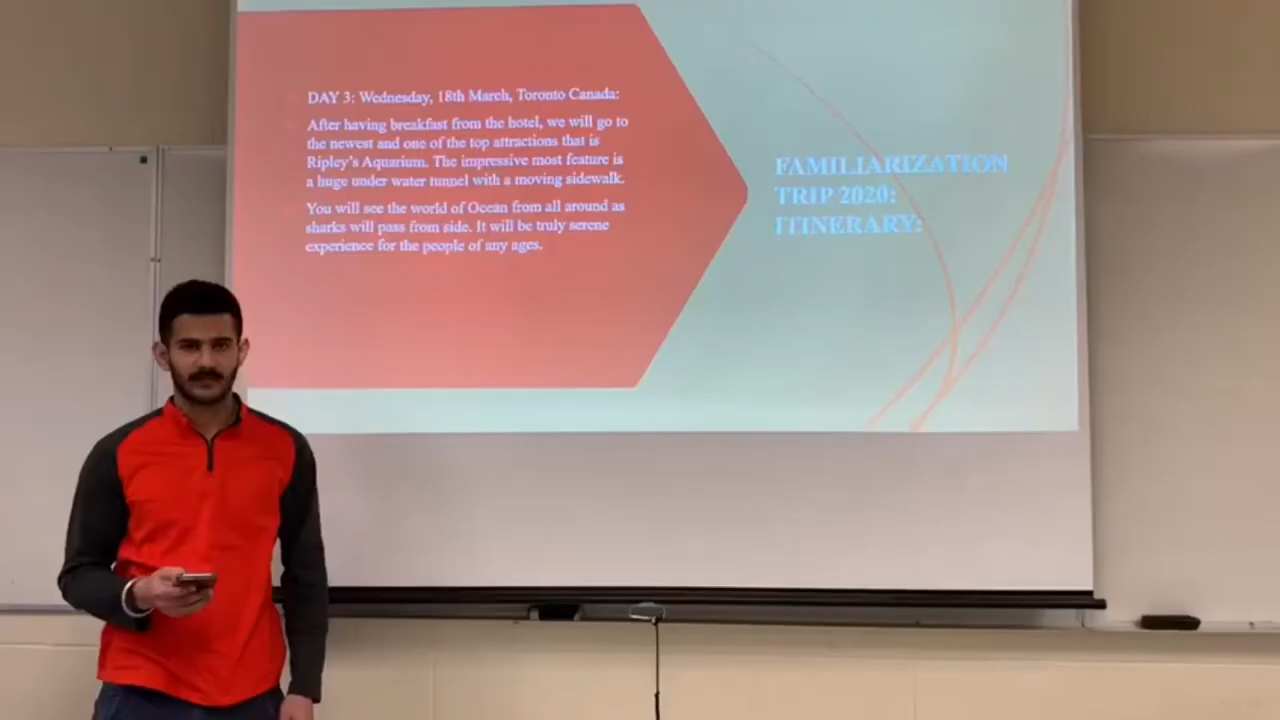 DAY 3: Wednesday, 18th March, Toronto Canada:
After having breakfast from the hotel, we will go to
the newest and one of the top attractions that is
Ripley's Aquarium. The impressive most feature is
a huge under water tunnel with a moving sidewalk.
You will see the world of Ocean from all around as
sharks will pass from side. It will be truly serene
experience for the people of any ages.
FAMILIARIZATION
TRIP 2020:
ITINERARY: